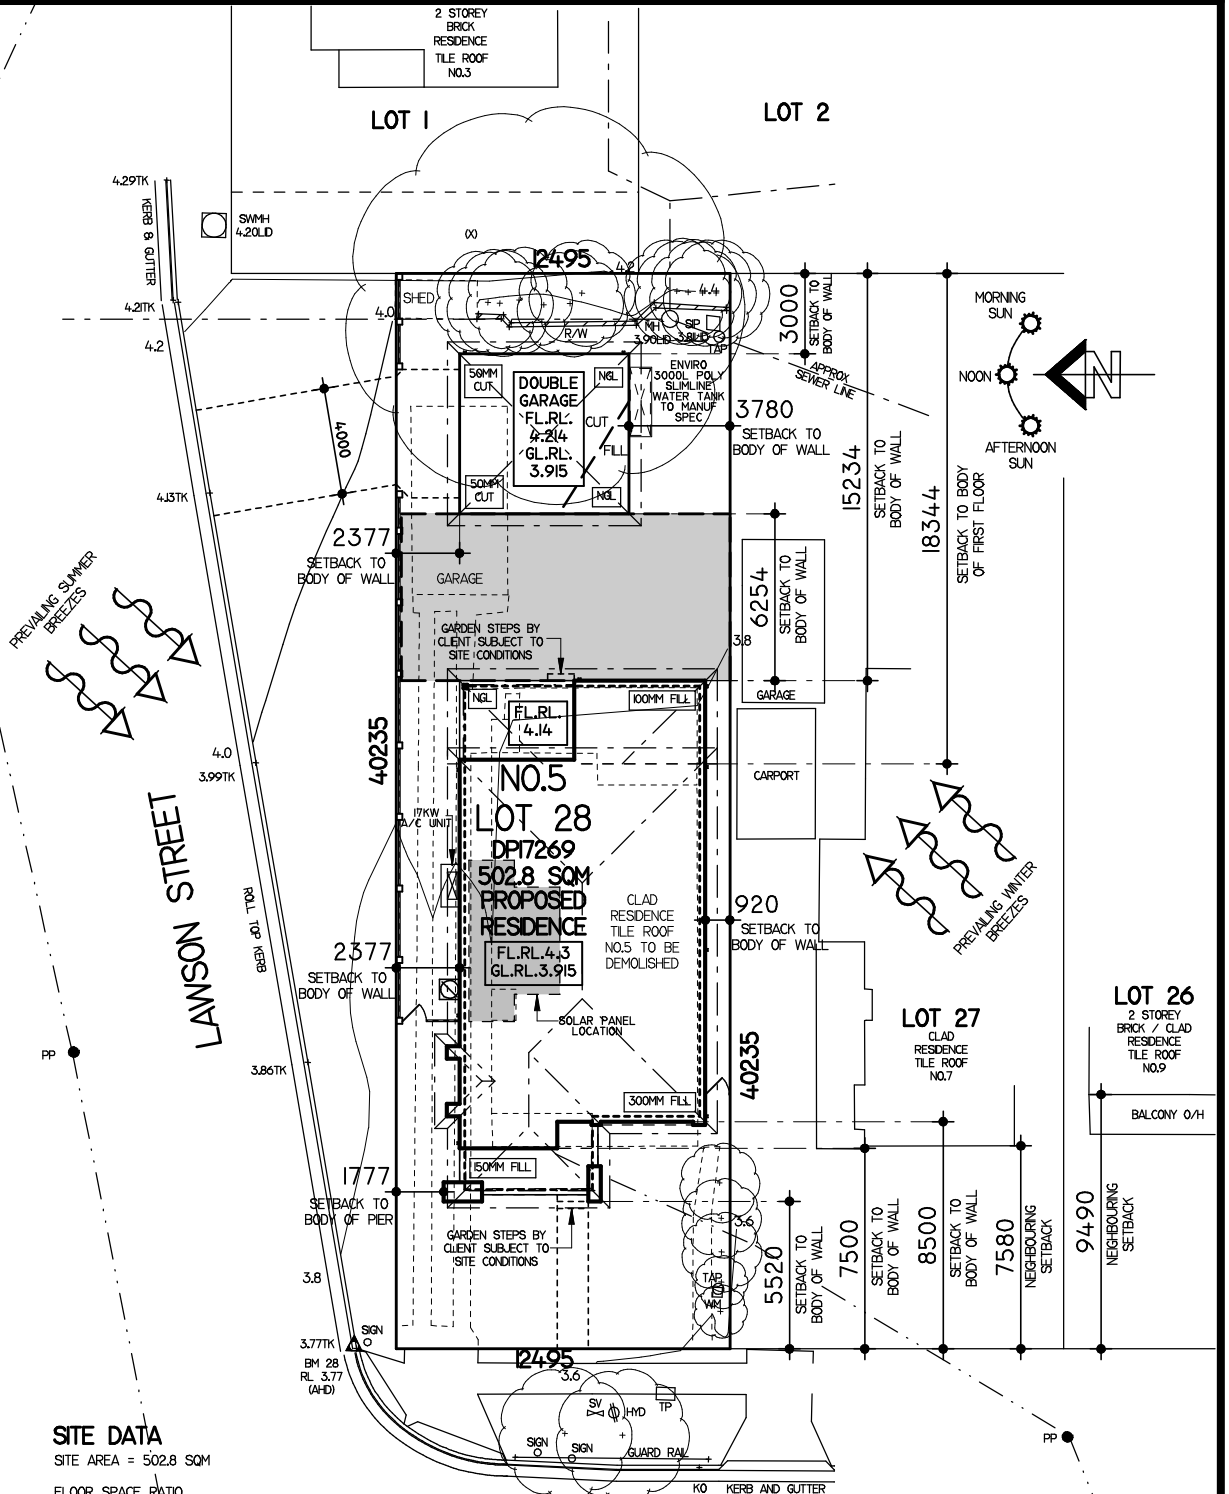 2 STOREY
BRICK
RESIDENCE
TILE ROOF
NO.3
LOT 1
LOT 2
4.29TK
KERB & GUTTER
SWMH
4.20LID
(X)
12495
4.2
4.21TK
4.2
4.0
SHED
4.4
R/W
MH
3.90LID
SIP
TAP
3000
SETBACK TO
BODY OF WALL
MORNING
SUN
NOON
AFTERNOON
SUN
N
APPROX
SEWER LINE
50MM
CUT
NGL
DOUBLE
GARAGE
FL.RL.
4.214
GL.RL.
3.915
CUT
FILL
50MM
CUT
NGL
ENVIRO
3000L POLY
SLIMLINE
WATER TANK
TO MANUF
SPEC
3780
SETBACK TO
BODY OF WALL
15234
SETBACK TO
BODY OF WALL
18344
SETBACK TO BODY
OF FIRST FLOOR
4000
4.13TK
2377
SETBACK TO
BODY OF WALL
GARAGE
6254
SETBACK TO
BODY OF WALL
PREVAILING SUMMER
BREEZES
GARDEN STEPS BY
CLIENT SUBJECT TO
SITE CONDITIONS
3.8
GARAGE
NGL
FL.RL.
4.14
100MM FILL
40235
4.0
3.99TK
CARPORT
LAWSON STREET
ROLL TOP KERB
17KW
A/C UNIT
NO.5
LOT 28
DP17269
502.8 SQM
PROPOSED
RESIDENCE
FL.RL.4.3
GL.RL.3.915
CLAD
RESIDENCE
TILE ROOF
NO.5 TO BE
DEMOLISHED
920
SETBACK TO
BODY OF WALL
PREVAILING WINTER
BREEZES
2377
SETBACK TO
BODY OF WALL
SOLAR PANEL
LOCATION
LOT 27
CLAD
RESIDENCE
TILE ROOF
NO.7
LOT 26
2 STOREY
BRICK / CLAD
RESIDENCE
TILE ROOF
NO.9
BALCONY O/H
PP
3.86TK
40235
300MM FILL
150MM FILL
1777
SETBACK TO
BODY OF PIER
GARDEN STEPS BY
CLIENT SUBJECT TO
SITE CONDITIONS
3.6
TAP
WM
5520
SETBACK TO
BODY OF WALL
7500
SETBACK TO
BODY OF WALL
8500
SETBACK TO
BODY OF WALL
7580
NEIGHBOURING
SETBACK
9490
NEIGHBOURING
SETBACK
3.8
3.77TK
SIGN
BM 28
RL 3.77
(AHD)
12495
3.6
SV
HYD
TP
SIGN
SIGN
GUARD RAIL
PP
KO
KERB AND GUTTER
SITE DATA
SITE AREA = 502.8 SQM
FLOOR SPACE RATIO